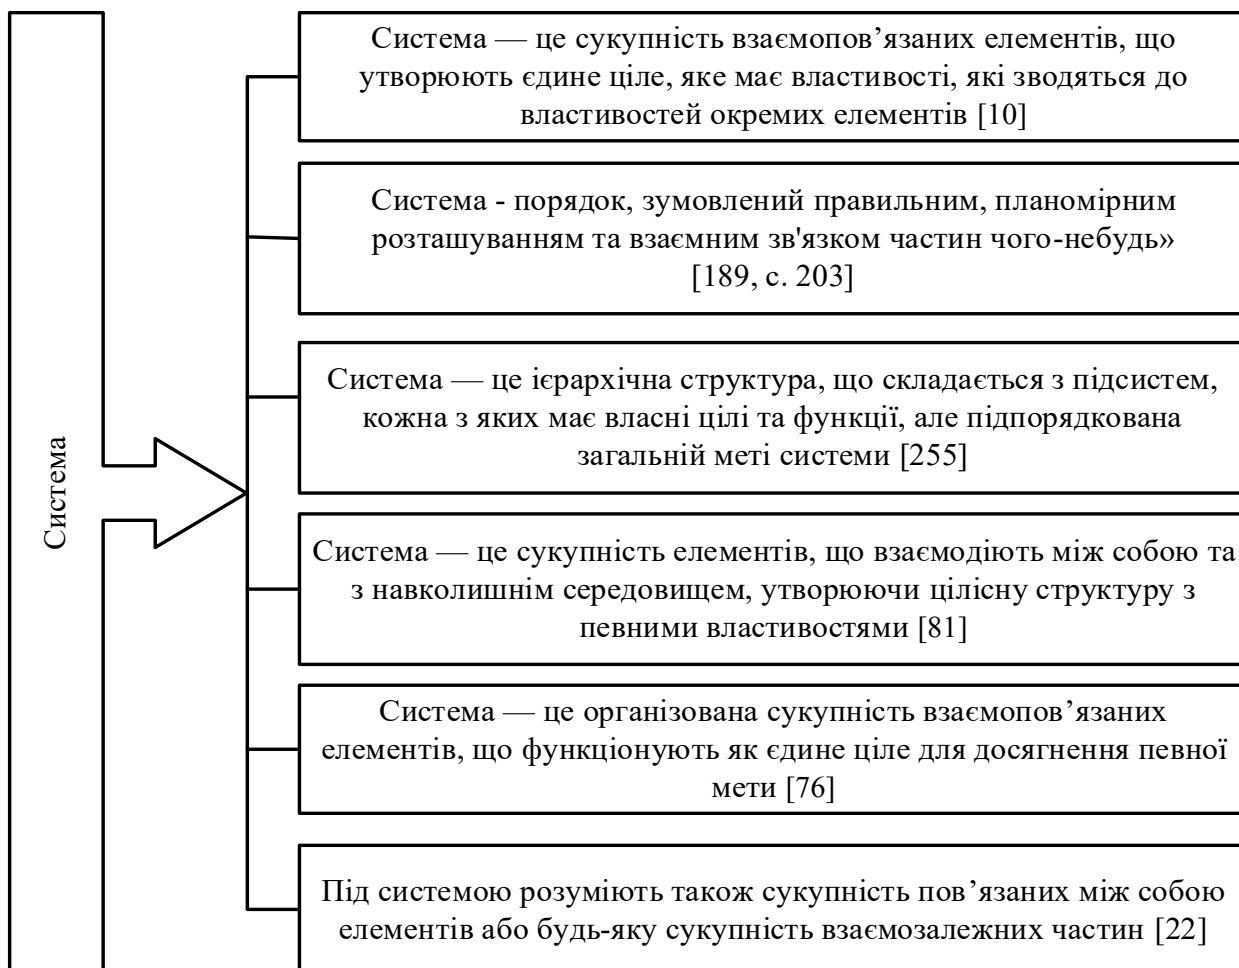 Система
Система — це сукупність взаємопов’язаних елементів, що
утворюють єдине ціле, яке має властивості, які зводяться до
властивостей окремих елементів [10]
Система - порядок, зумовлений правильним, планомірним
розташуванням та взаємним зв'язком частин чого-небудь»
[189, с. 203]
Система — це ієрархічна структура, що складається з підсистем,
кожна з яких має власні цілі та функції, але підпорядкована
загальній меті системи [255]
Система — це сукупність елементів, що взаємодіють між собою та
з навколишнім середовищем, утворюючи цілісну структуру з
певними властивостями [81]
Система — це організована сукупність взаємопов’язаних
елементів, що функціонують як єдине ціле для досягнення певної
мети [76]
Під системою розуміють також сукупність пов’язаних між собою
елементів або будь-яку сукупність взаємозалежних частин [22]